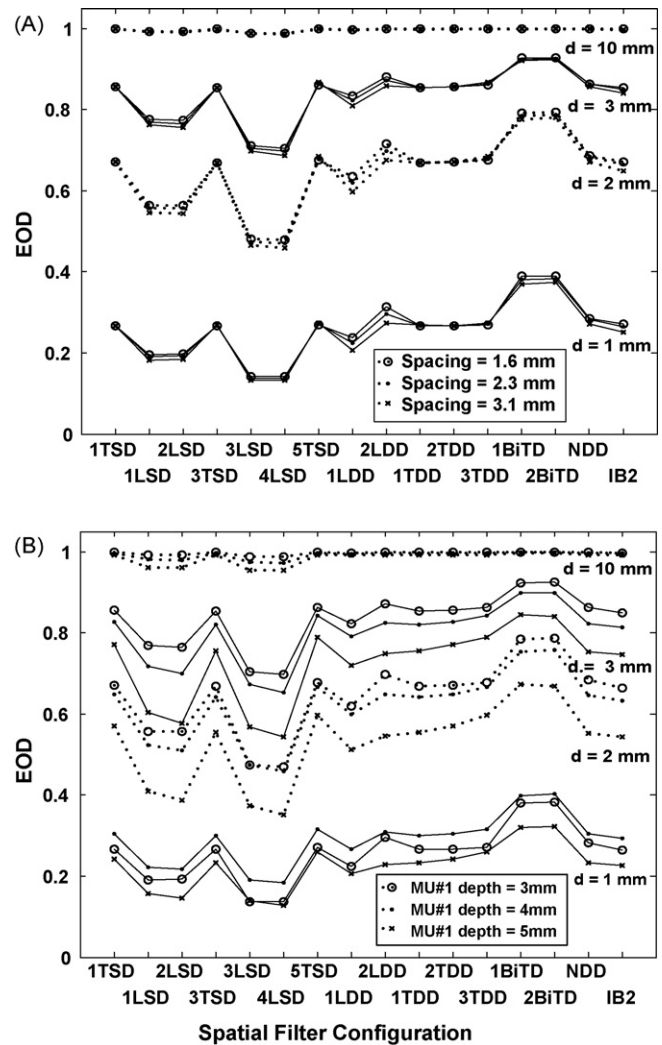 (A)
1
d = 10 mm
0.8
d = 3 mm
0.6
d = 2 mm
EOD
0.4
d = 1 mm
0.2
Spacing = 1.6 mm
Spacing = 2.3 mm
Spacing = 3.1 mm
0
1TSD 2LSD 3LSD 5TSD 2LDD 2TDD 1BiTD NDD
1LSD 3TSD 4LSD 1LDD 1TDD 3TDD 2BiTD IB2
(B)
1
d = 10 mm
0.8
d = 3 mm
0.6
d = 2 mm
EOD
0.4
d = 1 mm
0.2
MU#1 depth = 3mm
MU#1 depth = 4mm
MU#1 depth = 5mm
0
1TSD 2LSD 3LSD 5TSD 2LDD 2TDD 1BiTD NDD
1LSD 3TSD 4LSD 1LDD 1TDD 3TDD 2BiTD IB2
Spatial Filter Configuration